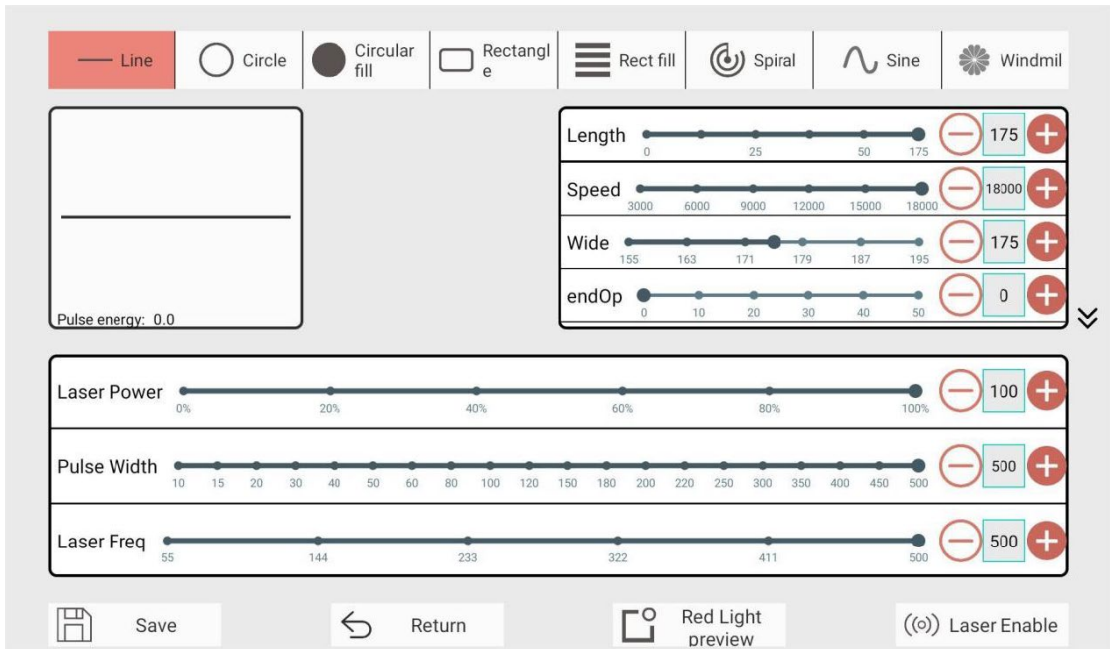 Line
Circle
Circular
fill
Rectangl
e
Rect fill
Spiral
Sine
Windmil
Pulse energy: 0.0
Length
0 25 50 175
175
Speed
3000 6000 9000 12000 15000 18000
18000
Wide
155 163 171 179 187 195
175
endOp
0 10 20 30 40 50
0
Laser Power
0% 20% 40% 60% 80% 100%
100
Pulse Width
10 15 20 30 40 50 60 80 100 120 150 180 200 220 250 300 350 400 450 500
500
Laser Freq
55 144 233 322 411 500
500
Save
Return
Red Light
preview
Laser Enable